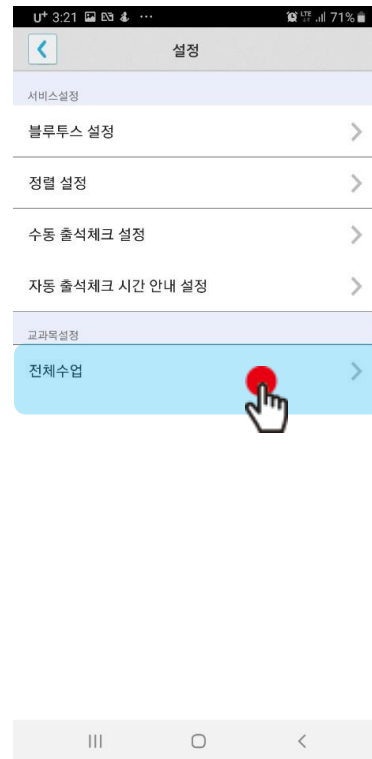 U+ 3:21 ... LTE 71%
설정
서비스설정
블루투스 설정
정렬 설정
수동 출석체크 설정
자동 출석체크 시간 안내 설정
교과목설정
전체수업